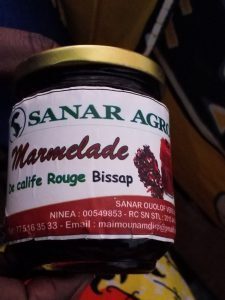 SANAR AGRO
Marmelade
De calife Rouge Bissap
SANAR OUOLOF
NINEA : 00549853 - RC SN STL
77 516 35 33 - Email :